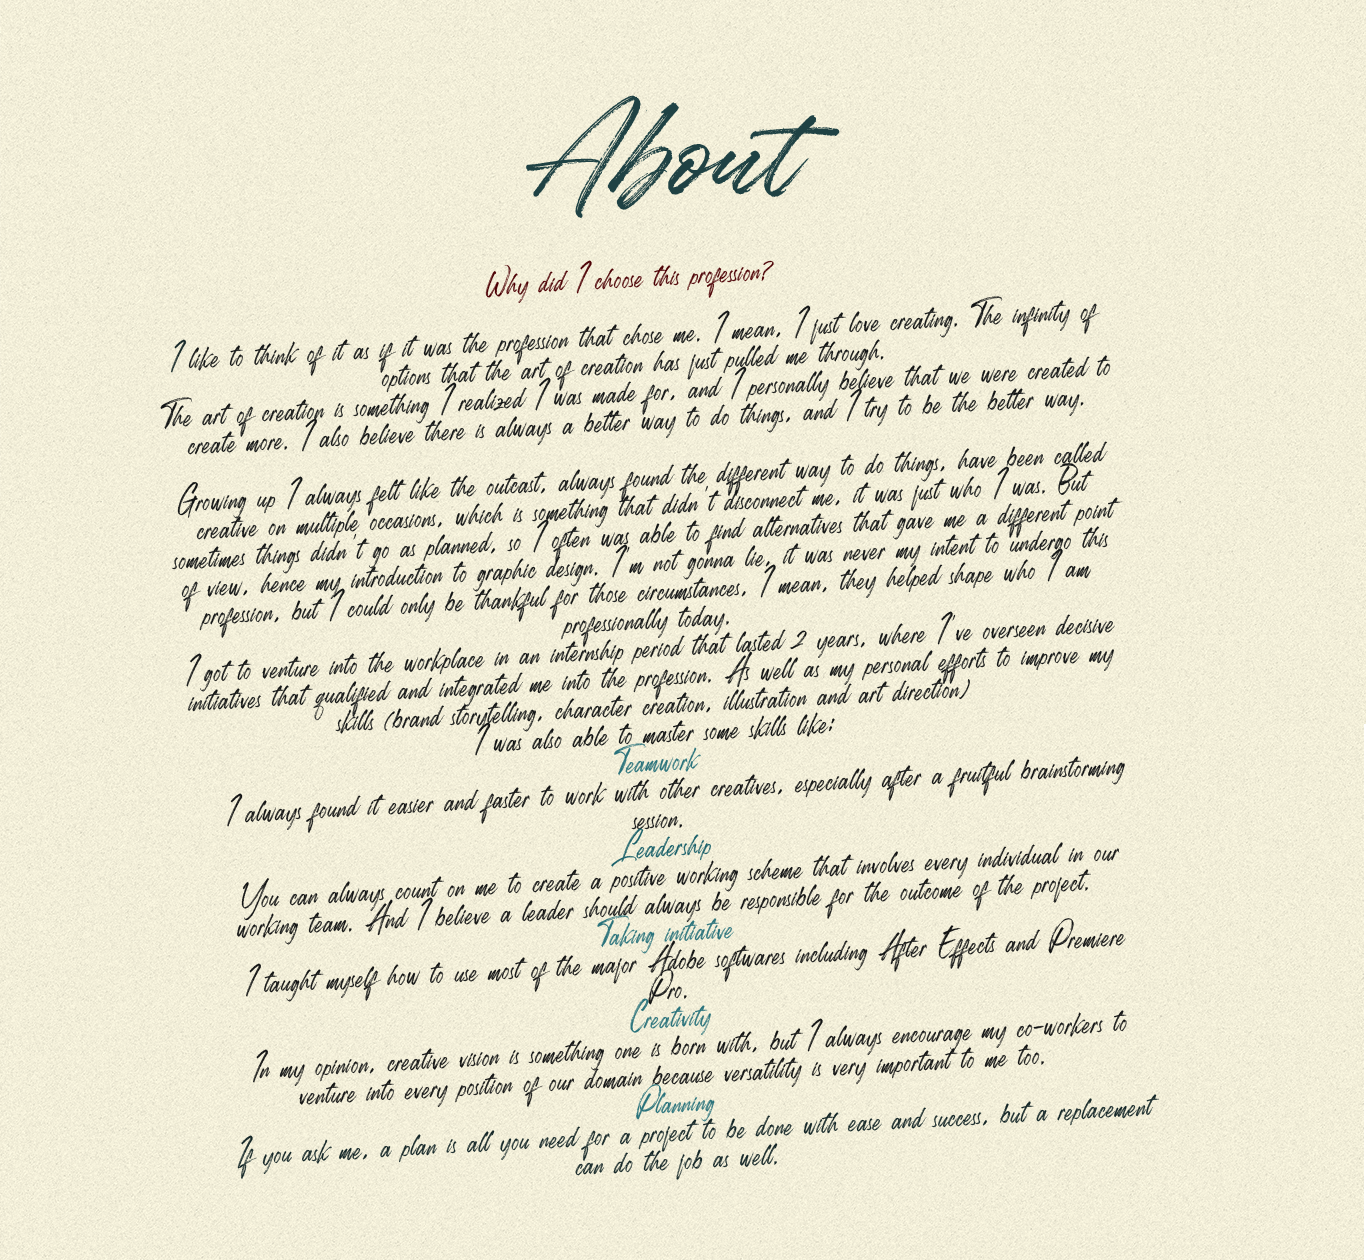 About
Why did I choose this profession?
I like to think of it as if it was the profession that chose me. I mean, I just love creating. The infinity of
options that the art of creation has just pulled me through.
The art of creation is something I realized I was made for, and I personally believe that we were created to
create more. I also believe there is always a better way to do things, and I try to be the better way.
Growing up I always felt like the outcast, always found the different way to do things, have been called
creative on multiple occasions, which is something that didn't disconnect me, it was just who I was. But
sometimes things didn't go as planned, so I often was able to find alternatives that gave me a different point
of view, hence my introduction to graphic design. I'm not gonna lie, it was never my intent to undergo this
profession, but I could only be thankful for those circumstances, I mean, they helped shape who I am
professionally today.
I got to venture into the workplace in an internship period that lasted 2 years, where I've overseen decisive
initiatives that qualified and integrated me into the profession. As well as my personal efforts to improve my
skills (brand storytelling, character creation, illustration and art direction)
I was also able to master some skills like:
Teamwork
I always found it easier and faster to work with other creatives, especially after a fruitful brainstorming
session.
Leadership
You can always count on me to create a positive working scheme that involves every individual in our
working team. And I believe a leader should always be responsible for the outcome of the project.
Taking initiative
I taught myself how to use most of the major Adobe softwares including After Effects and Premiere
Pro.
Creativity
In my opinion, creative vision is something one is born with, but I always encourage my co-workers to
venture into every position of our domain because versatility is very important to me too.
Planning
If you ask me, a plan is all you need for a project to be done with ease and success, but a replacement
can do the job as well.